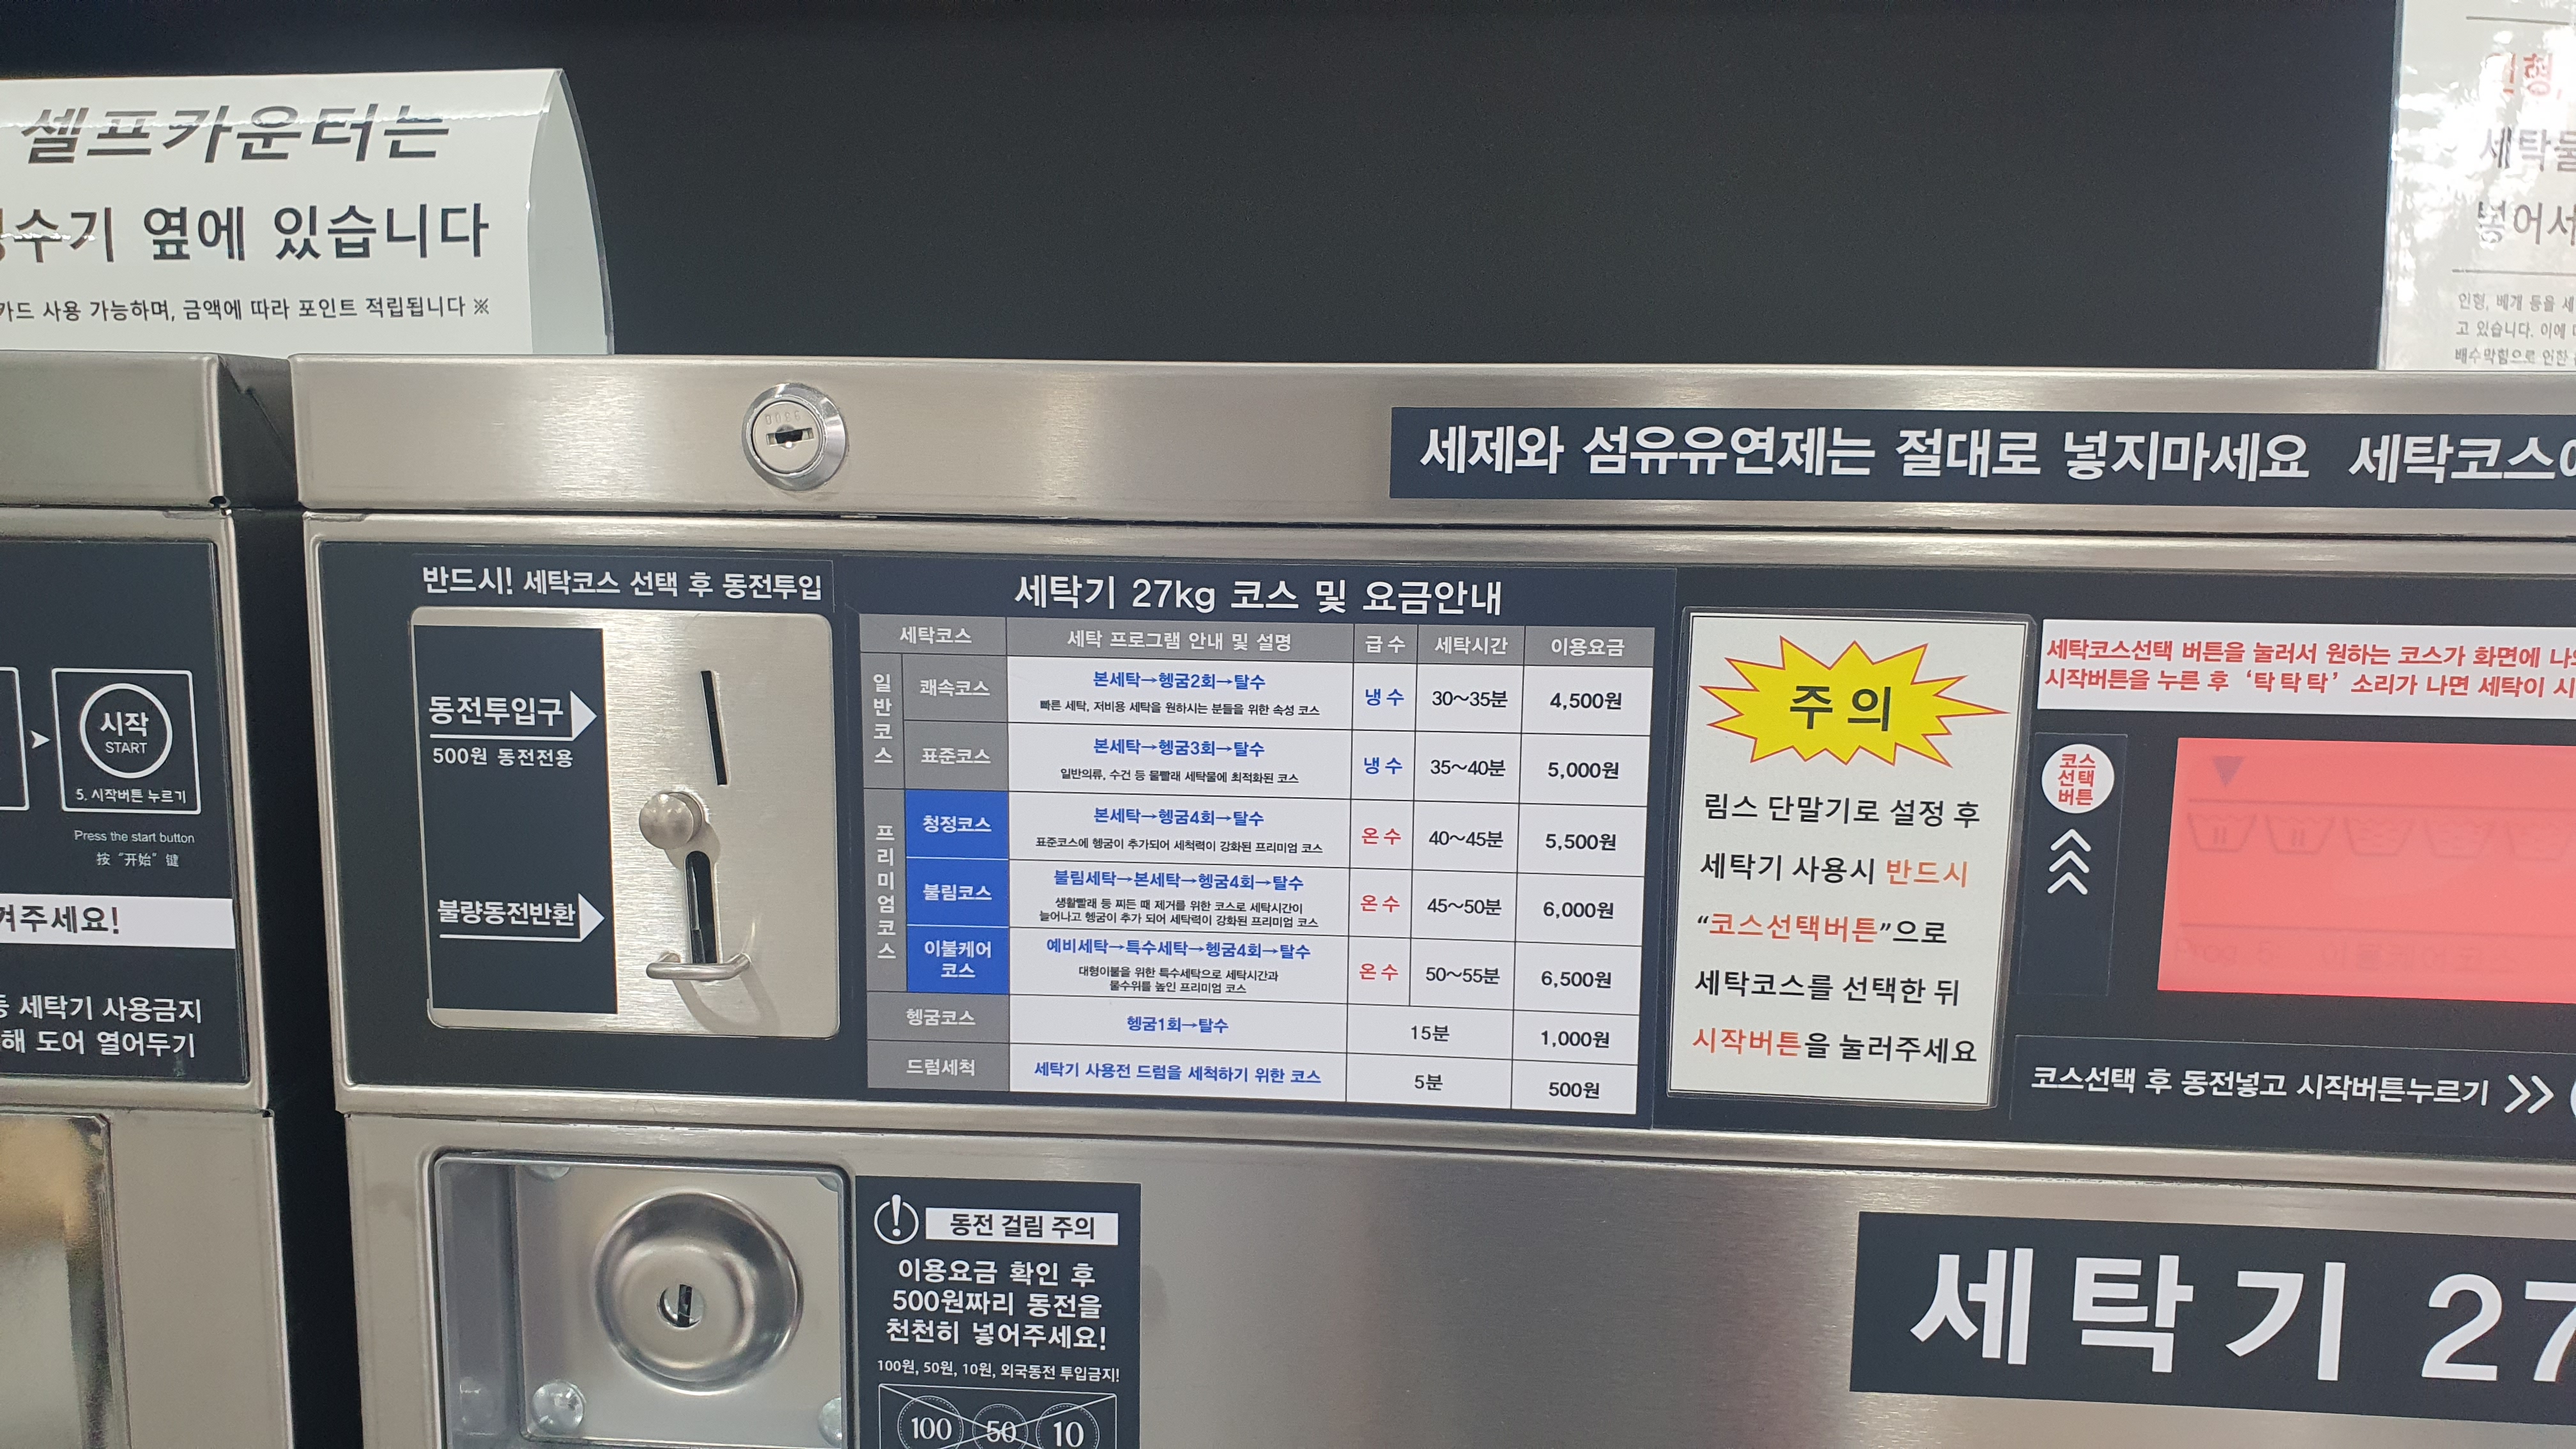 셀프카운터는
수기 옆에 있습니다
카드 사용 가능하며, 금액에 따라 포인트 적립됩니다 ※
세탁물
넣어서
인형, 베개 등을 세
고 있습니다. 이에
배수막힘으로 인한
세제와 섬유유연제는 절대로 넣지마세요 세탁코스에
시작
START
5. 시작버튼 누르기
Press the start button
按 “开始” 键
겨주세요!
세탁기 사용금지
해 도어 열어두기
반드시! 세탁코스 선택 후 동전투입
동전투입구
500원 동전전용
불량동전반환
세탁기 27kg 코스 및 요금안내
세탁코스 세탁 프로그램 안내 및 설명 급수 세탁시간 이용요금
일반코스
쾌속코스 본세탁→헹굼2회→탈수 냉수 30~35분 4,500원
빠른 세탁, 저비용 세탁을 원하시는 분들을 위한 속성 코스
표준코스 본세탁→헹굼3회→탈수 냉수 35~40분 5,000원
일반의류, 수건 등 물빨래 세탁물에 최적화된 코스
프리미엄코스
청정코스 본세탁→헹굼4회→탈수 온수 40~45분 5,500원
표준코스에 헹굼이 추가되어 세척력이 강화된 프리미엄 코스
불림코스 불림세탁→본세탁→헹굼4회→탈수 온수 45~50분 6,000원
생활빨래 등 찌든 때 제거를 위한 코스로 세탁시간이
늘어나고 헹굼이 추가 되어 세탁력이 강화된 프리미엄 코스
이불케어
코스 예비세탁→특수세탁→헹굼4회→탈수 온수 50~55분 6,500원
대형이불을 위한 특수세탁으로 세탁시간과
물수위를 높인 프리미엄 코스
헹굼코스 헹굼1회→탈수 15분 1,000원
드럼세척 세탁기 사용전 드럼을 세척하기 위한 코스 5분 500원
주의
림스 단말기로 설정 후
세탁기 사용시 반드시
“코스선택버튼”으로
세탁코스를 선택한 뒤
시작버튼을 눌러주세요
세탁코스선택 버튼을 눌러서 원하는 코스가 화면에 나오
시작버튼을 누른 후 ‘탁탁탁’ 소리가 나면 세탁이 시
코스
선택
버튼
코스선택 후 동전넣고 시작버튼누르기
동전 걸림 주의
이용요금 확인 후
500원짜리 동전을
천천히 넣어주세요!
100원, 50원, 10원, 외국동전 투입금지!
100 50 10
세탁기 27